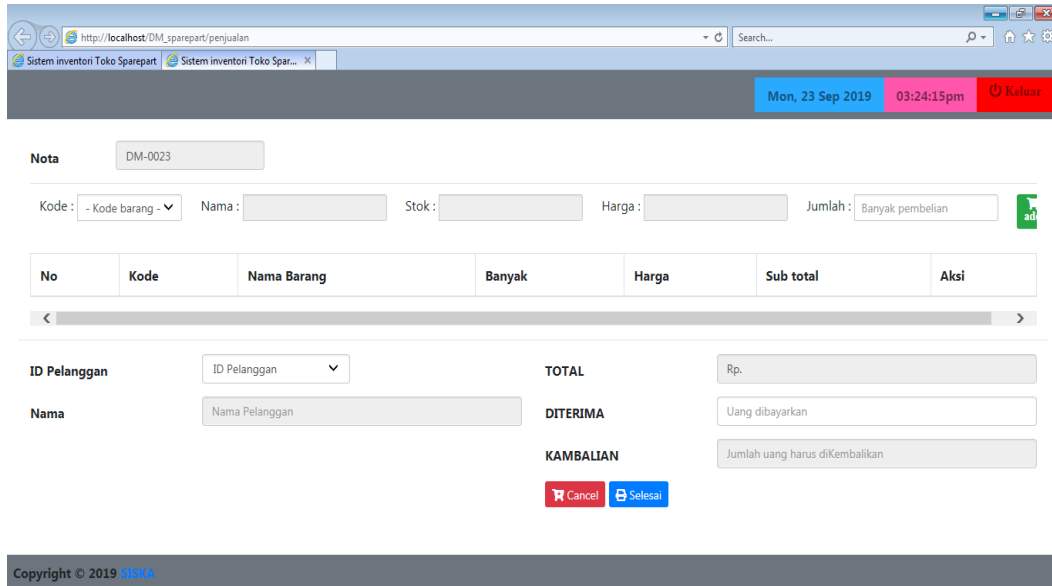 http://localhost/DM_sparepart/penjualan Search...
Sistem inventori Toko Sparepart Sistem inventori Toko Spar...
Mon, 23 Sep 2019 03:24:15pm Keluar
Nota DM-0023
Kode : - Kode barang - Nama : Stok : Harga : Jumlah : Banyak pembelian
No Kode Nama Barang Banyak Harga Sub total Aksi
ID Pelanggan ID Pelanggan TOTAL Rp.
Nama Nama Pelanggan DITERIMA Uang dibayarkan
KAMBALIAN Jumlah uang harus diKembalikan
Cancel Selesai
Copyright © 2019 SISKA